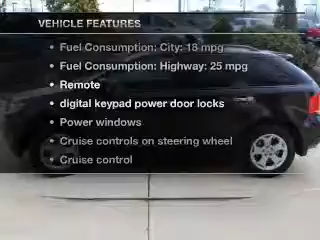 VEHICLE FEATURES
• Fuel Consumption: City: 18 mpg
• Fuel Consumption: Highway: 25 mpg
• Remote
• digital keypad power door locks
• Power windows
• Cruise controls on steering wheel
• Cruise control